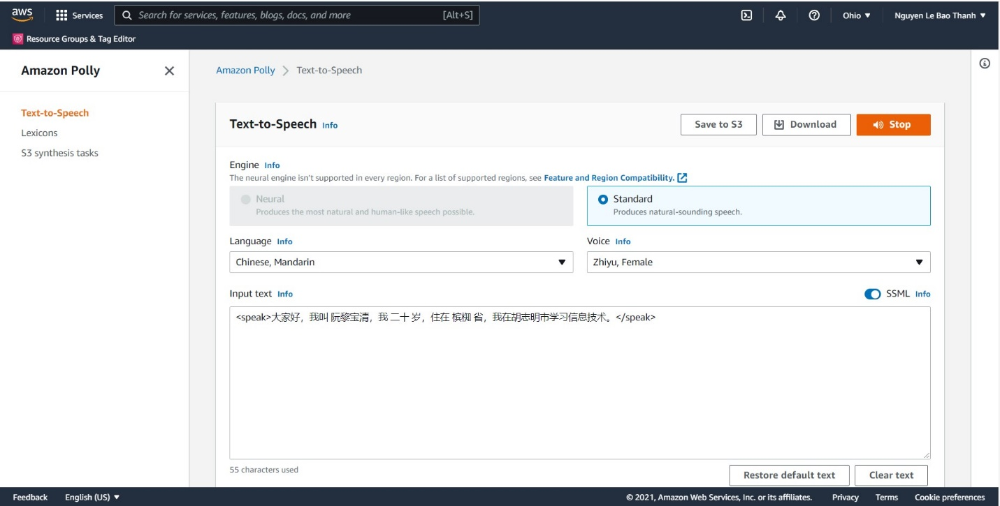 aws Services Search for services, features, blogs, docs, and more [Alt+S] Ohio Nguyen Le Bao Thanh
Resource Groups & Tag Editor
Amazon Polly
Text-to-Speech
Lexicons
S3 synthesis tasks
Amazon Polly Text-to-Speech
Text-to-Speech Info Save to S3 Download Stop
Engine Info
The neural engine isn't supported in every region. For a list of supported regions, see Feature and Region Compatibility.
Neural
Produces the most natural and human-like speech possible.
Standard
Produces natural-sounding speech.
Language Info
Chinese, Mandarin
Voice Info
Zhiyu, Female
Input text Info SSML Info
<speak>大家好，我叫 阮黎宝清，我 二十 岁，住在 槟椥 省，我在胡志明市学习信息技术。</speak>
55 characters used
Restore default text Clear text
Feedback English (US) © 2021, Amazon Web Services, Inc. or its affiliates. Privacy Terms Cookie preferences